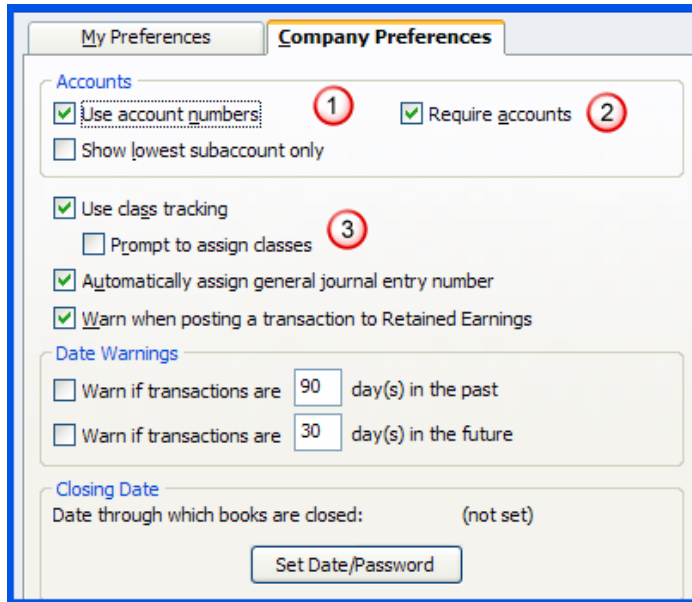 My Preferences Company Preferences
Accounts
Use account numbers 1 Require accounts 2
Show lowest subaccount only
Use class tracking
Prompt to assign classes 3
Automatically assign general journal entry number
Warn when posting a transaction to Retained Earnings
Date Warnings
Warn if transactions are 90 day(s) in the past
Warn if transactions are 30 day(s) in the future
Closing Date
Date through which books are closed: (not set)
Set Date/Password